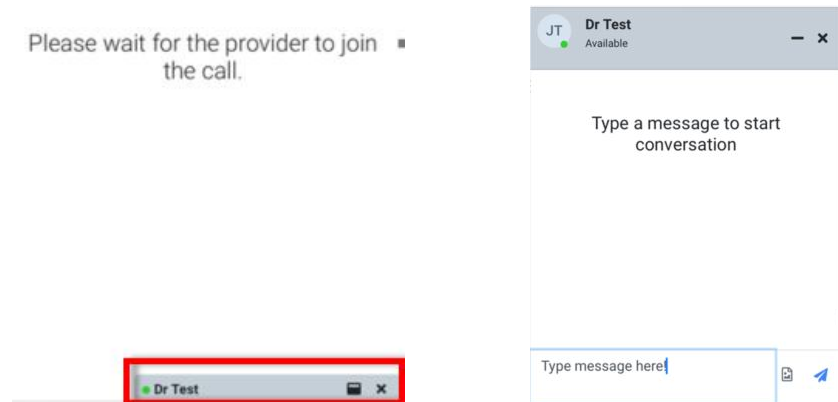 Please wait for the provider to join
the call.
Dr Test
JT
Dr Test
Available
Type a message to start
conversation
Type message here!